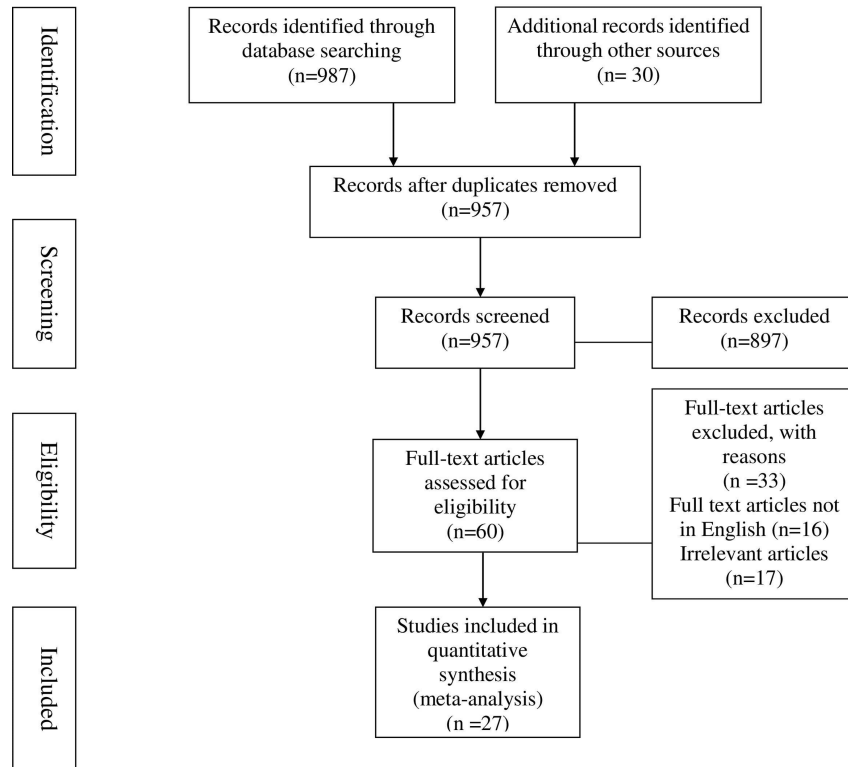 Identification
Records identified through
database searching
(n=987)
Additional records identified
through other sources
(n= 30)
Records after duplicates removed
(n=957)
Screening
Records screened
(n=957)
Records excluded
(n=897)
Eligibility
Full-text articles
assessed for
eligibility
(n=60)
Full-text articles
excluded, with
reasons
(n =33)
Full text articles not
in English (n=16)
Irrelevant articles
(n=17)
Included
Studies included in
quantitative
synthesis
(meta-analysis)
(n =27)